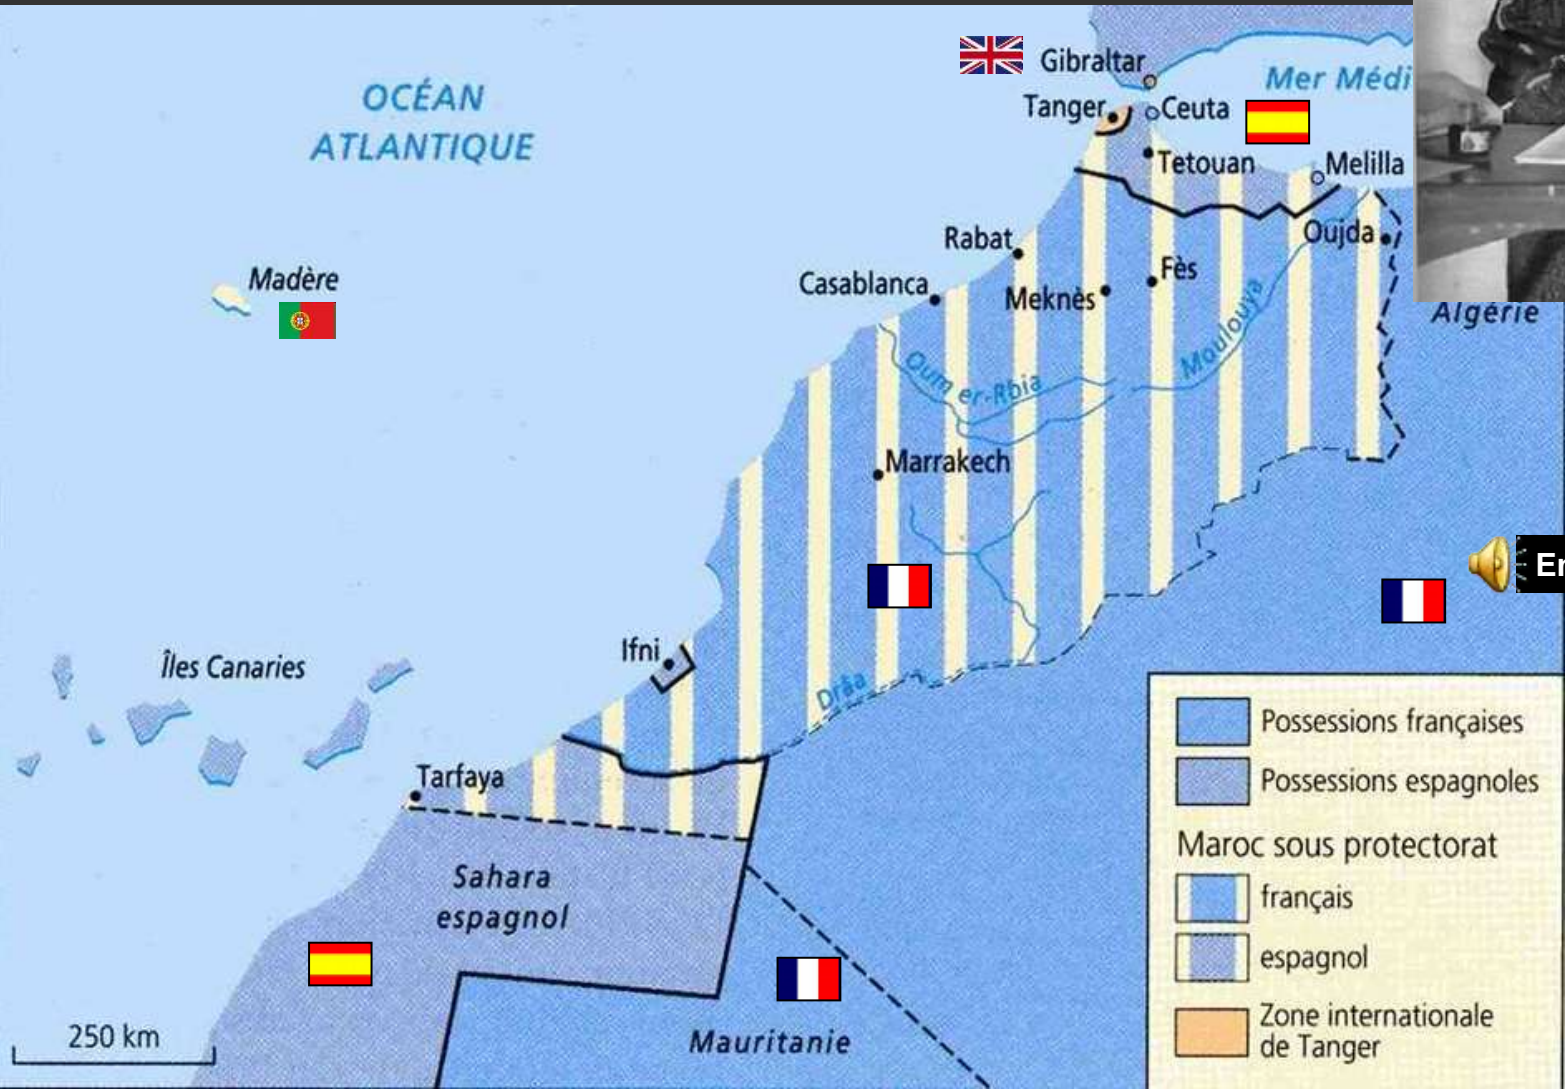 OCÉAN
ATLANTIQUE
Gibraltar
Mer Médi
Tanger
Ceuta
Tetouan
Melilla
Rabat
Oujda
Madère
Casablanca
Fès
Meknès
Algérie
Moulouya
Oum er-Rbia
Marrakech
Ifni
Îles Canaries
Drâa
Tarfaya
Sahara
espagnol
Mauritanie
250 km
Possessions françaises
Possessions espagnoles
Maroc sous protectorat
français
espagnol
Zone internationale
de Tanger